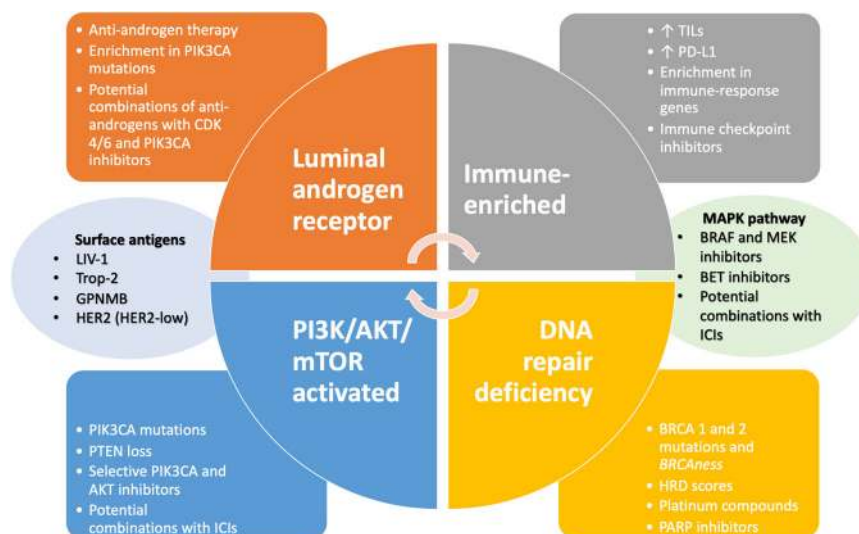 • Anti-androgen therapy
• Enrichment in PIK3CA
mutations
• Potential
combinations of anti-
androgens with CDK
4/6 and PIK3CA
inhibitors
• ↑ TILs
• ↑ PD-L1
• Enrichment in
immune-response
genes
• Immune checkpoint
inhibitors
Luminal
androgen
receptor
Immune-
enriched
Surface antigens
• LIV-1
• Trop-2
• GPNMB
• HER2 (HER2-low)
MAPK pathway
• BRAF and MEK
inhibitors
• BET inhibitors
• Potential
combinations with
ICIs
PI3K/AKT/
mTOR
activated
DNA
repair
deficiency
• PIK3CA mutations
• PTEN loss
• Selective PIK3CA and
AKT inhibitors
• Potential
combinations with ICIs
• BRCA 1 and 2
mutations and
BRCAness
• HRD scores
• Platinum compounds
• PARP inhibitors